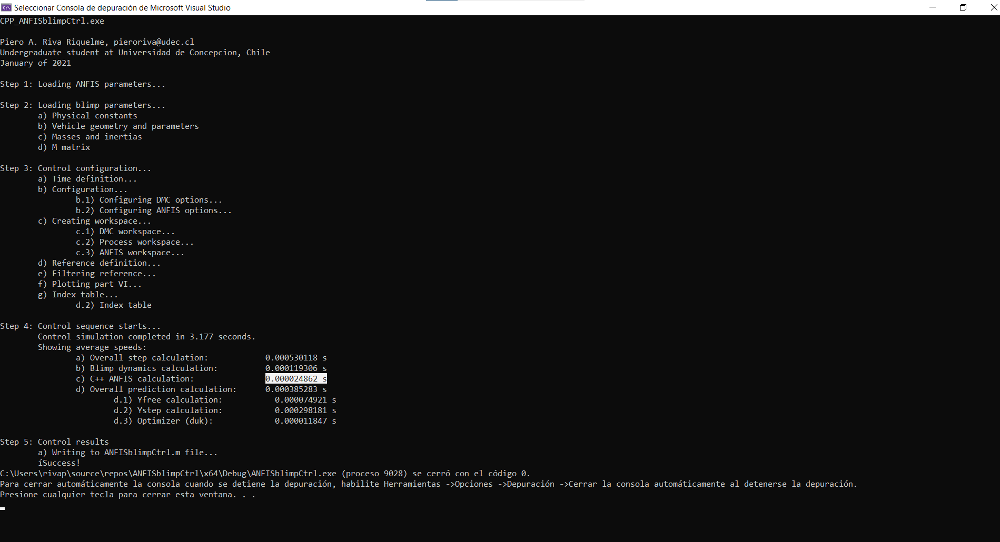 Seleccionar Consola de depuración de Microsoft Visual Studio
CPP_ANFISblimpCtrl.exe
Piero A. Riva Riquelme, pieroriva@udec.cl
Undergraduate student at Universidad de Concepcion, Chile
January of 2021
Step 1: Loading ANFIS parameters...
Step 2: Loading blimp parameters...
a) Physical constants
b) Vehicle geometry and parameters
c) Masses and inertias
d) M matrix
Step 3: Control configuration...
a) Time definition...
b) Configuration...
b.1) Configuring DMC options...
b.2) Configuring ANFIS options...
c) Creating workspace...
c.1) DMC workspace...
c.2) Process workspace...
c.3) ANFIS workspace...
d) Reference definition...
e) Filtering reference...
f) Plotting part VI...
g) Index table...
d.2) Index table
Step 4: Control sequence starts...
Control simulation completed in 3.177 seconds.
Showing average speeds:
a) Overall step calculation: 0.000530118 s
b) Blimp dynamics calculation: 0.000119306 s
c) C++ ANFIS calculation: 0.000024862 s
d) Overall prediction calculation: 0.000385283 s
d.1) Yfree calculation: 0.000074921 s
d.2) Ystep calculation: 0.000298181 s
d.3) Optimizer (duk): 0.000011847 s
Step 5: Control results
a) Writing to ANFISblimpCtrl.m file...
íSuccess!
C:\Users\rivap\source\repos\ANFISblimpCtrl\x64\Debug\ANFISblimpCtrl.exe (proceso 9028) se cerró con el código 0.
Para cerrar automáticamente la consola cuando se detiene la depuración, habilite Herramientas ->Opciones ->Depuración ->Cerrar la consola automáticamente al detenerse la depuración.
Presione cualquier tecla para cerrar esta ventana. . .